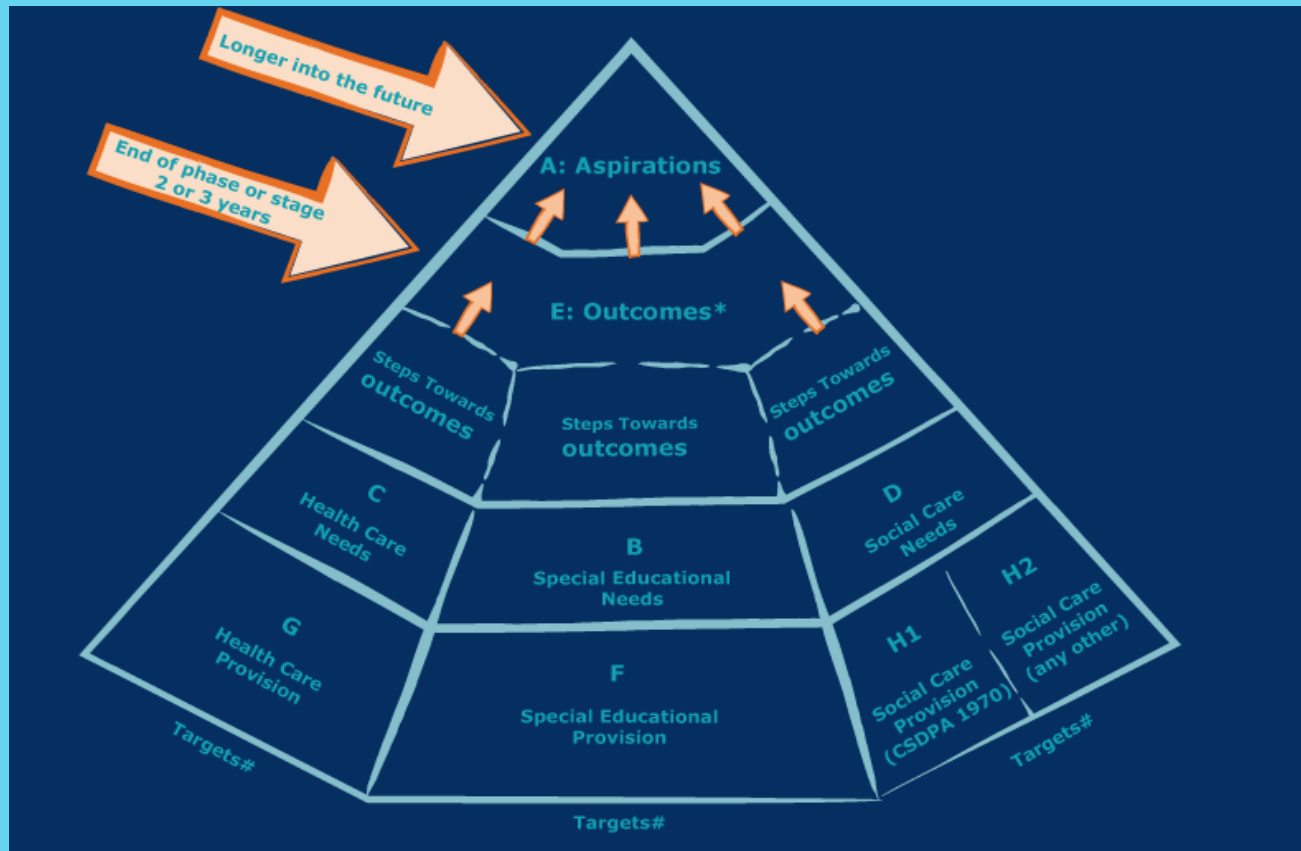 Longer into the future
End of phase or stage
2 or 3 years
A: Aspirations
E: Outcomes*
Steps Towards
outcomes
Steps Towards
outcomes
Steps Towards
outcomes
C
Health Care
Needs
B
Special Educational
Needs
D
Social Care
Needs
G
Health Care
Provision
F
Special Educational
Provision
H1
Social Care
Provision
(CSDPA 1970)
H2
Social Care
Provision
(any other)
Targets#
Targets#
Targets#